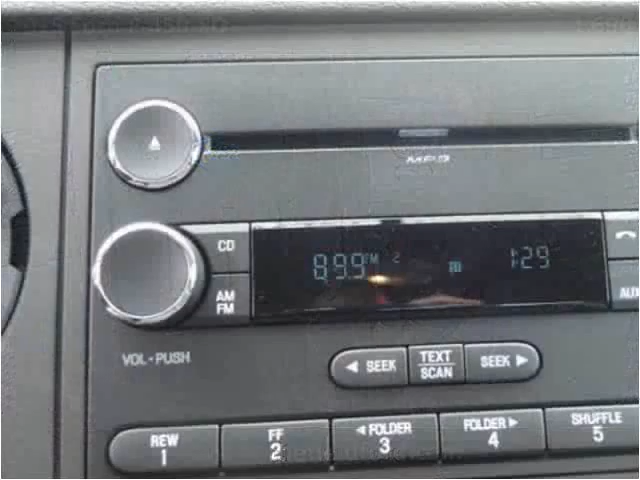 MP3
CD
89.9 FM 2
:29
AM
FM
AUX
VOL-PUSH
◄ SEEK
TEXT
SCAN
SEEK ►
REW
1
FF
2
◄ FOLDER
3
FOLDER ►
4
SHUFFLE
5